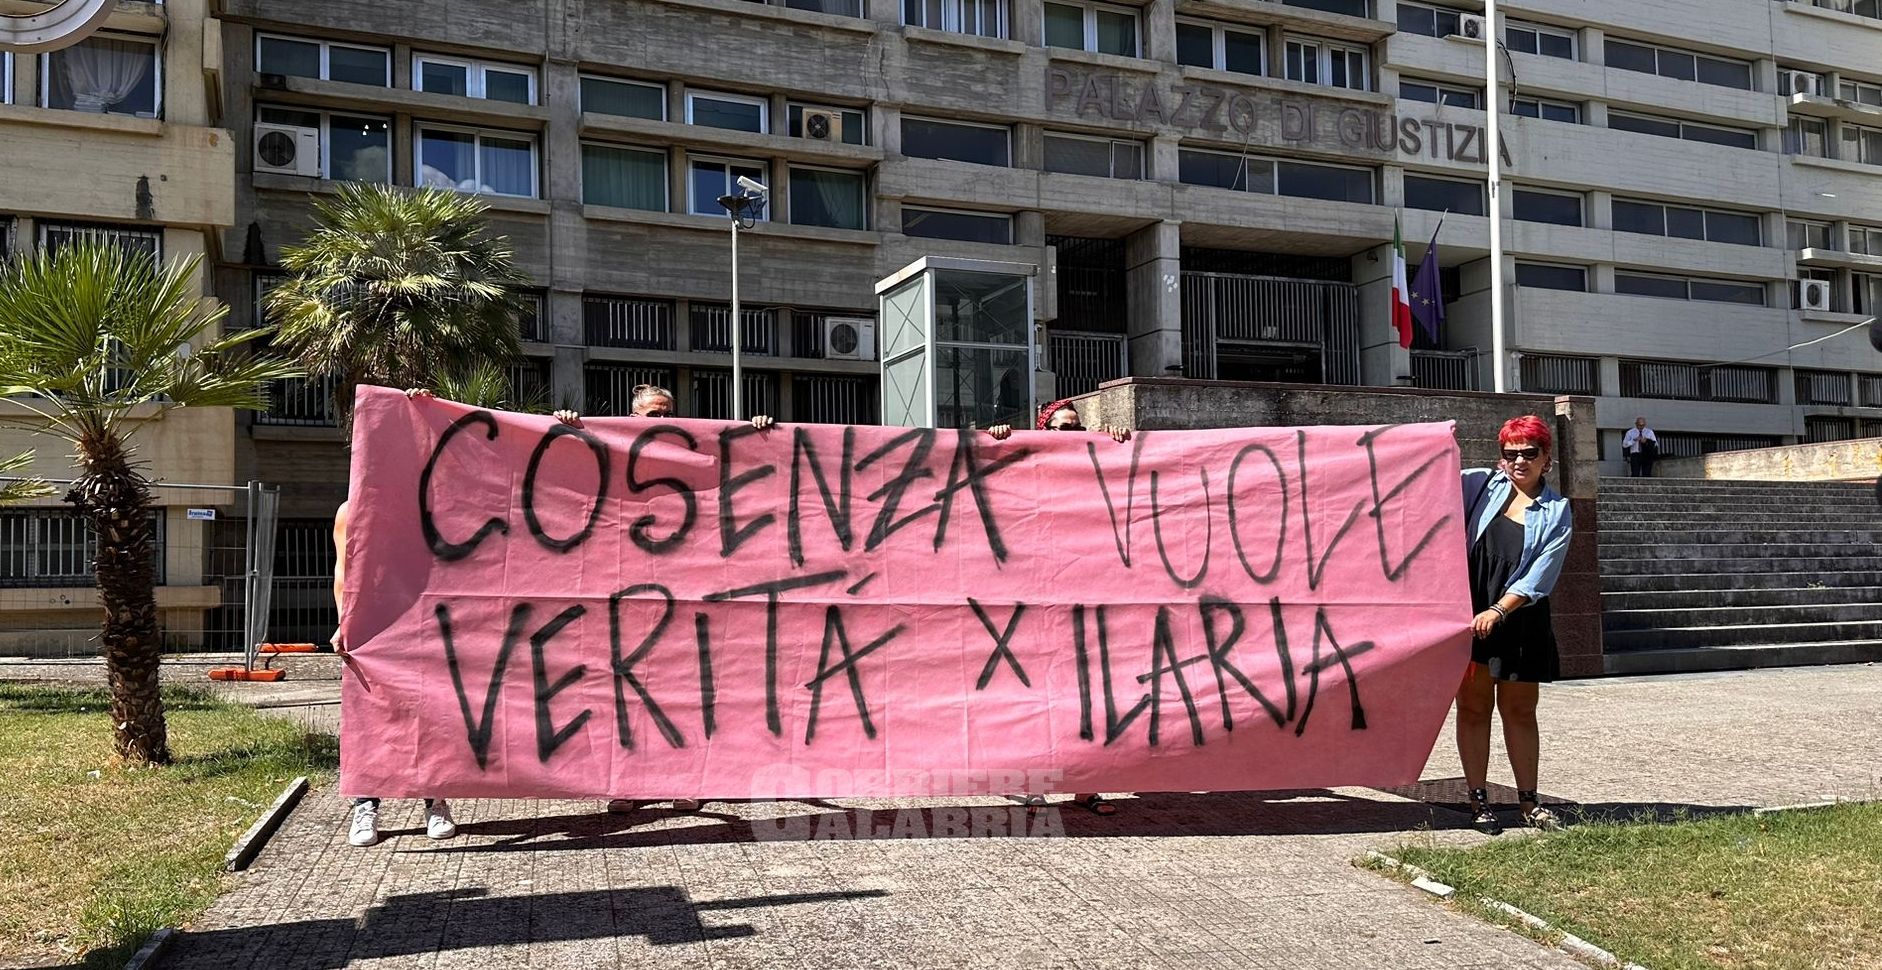 PALAZZO DI GIUSTIZIA
COSENZA VUOLE
VERITÁ X ILARIA
CORRIERE
CALABRIA